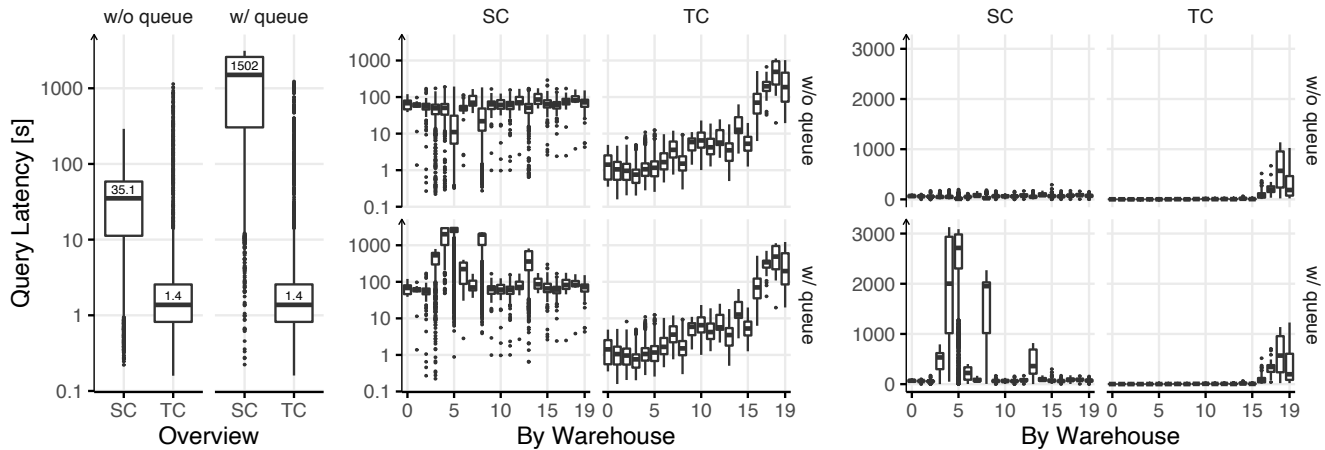 w/o queue w/ queue
SC TC
SC TC
Query Latency [s]
1000
100
10
1
0.1
35.1
1.4
1502
1.4
SC TC SC TC
Overview
1000
100
10
1
0.1
w/o queue
1000
100
10
1
0.1
w/ queue
0 5 15 19 0 5 10 15 19
By Warehouse
3000
2000
1000
0
w/o queue
3000
2000
1000
0
w/ queue
0 5 10 15 19 0 5 10 15 19
By Warehouse